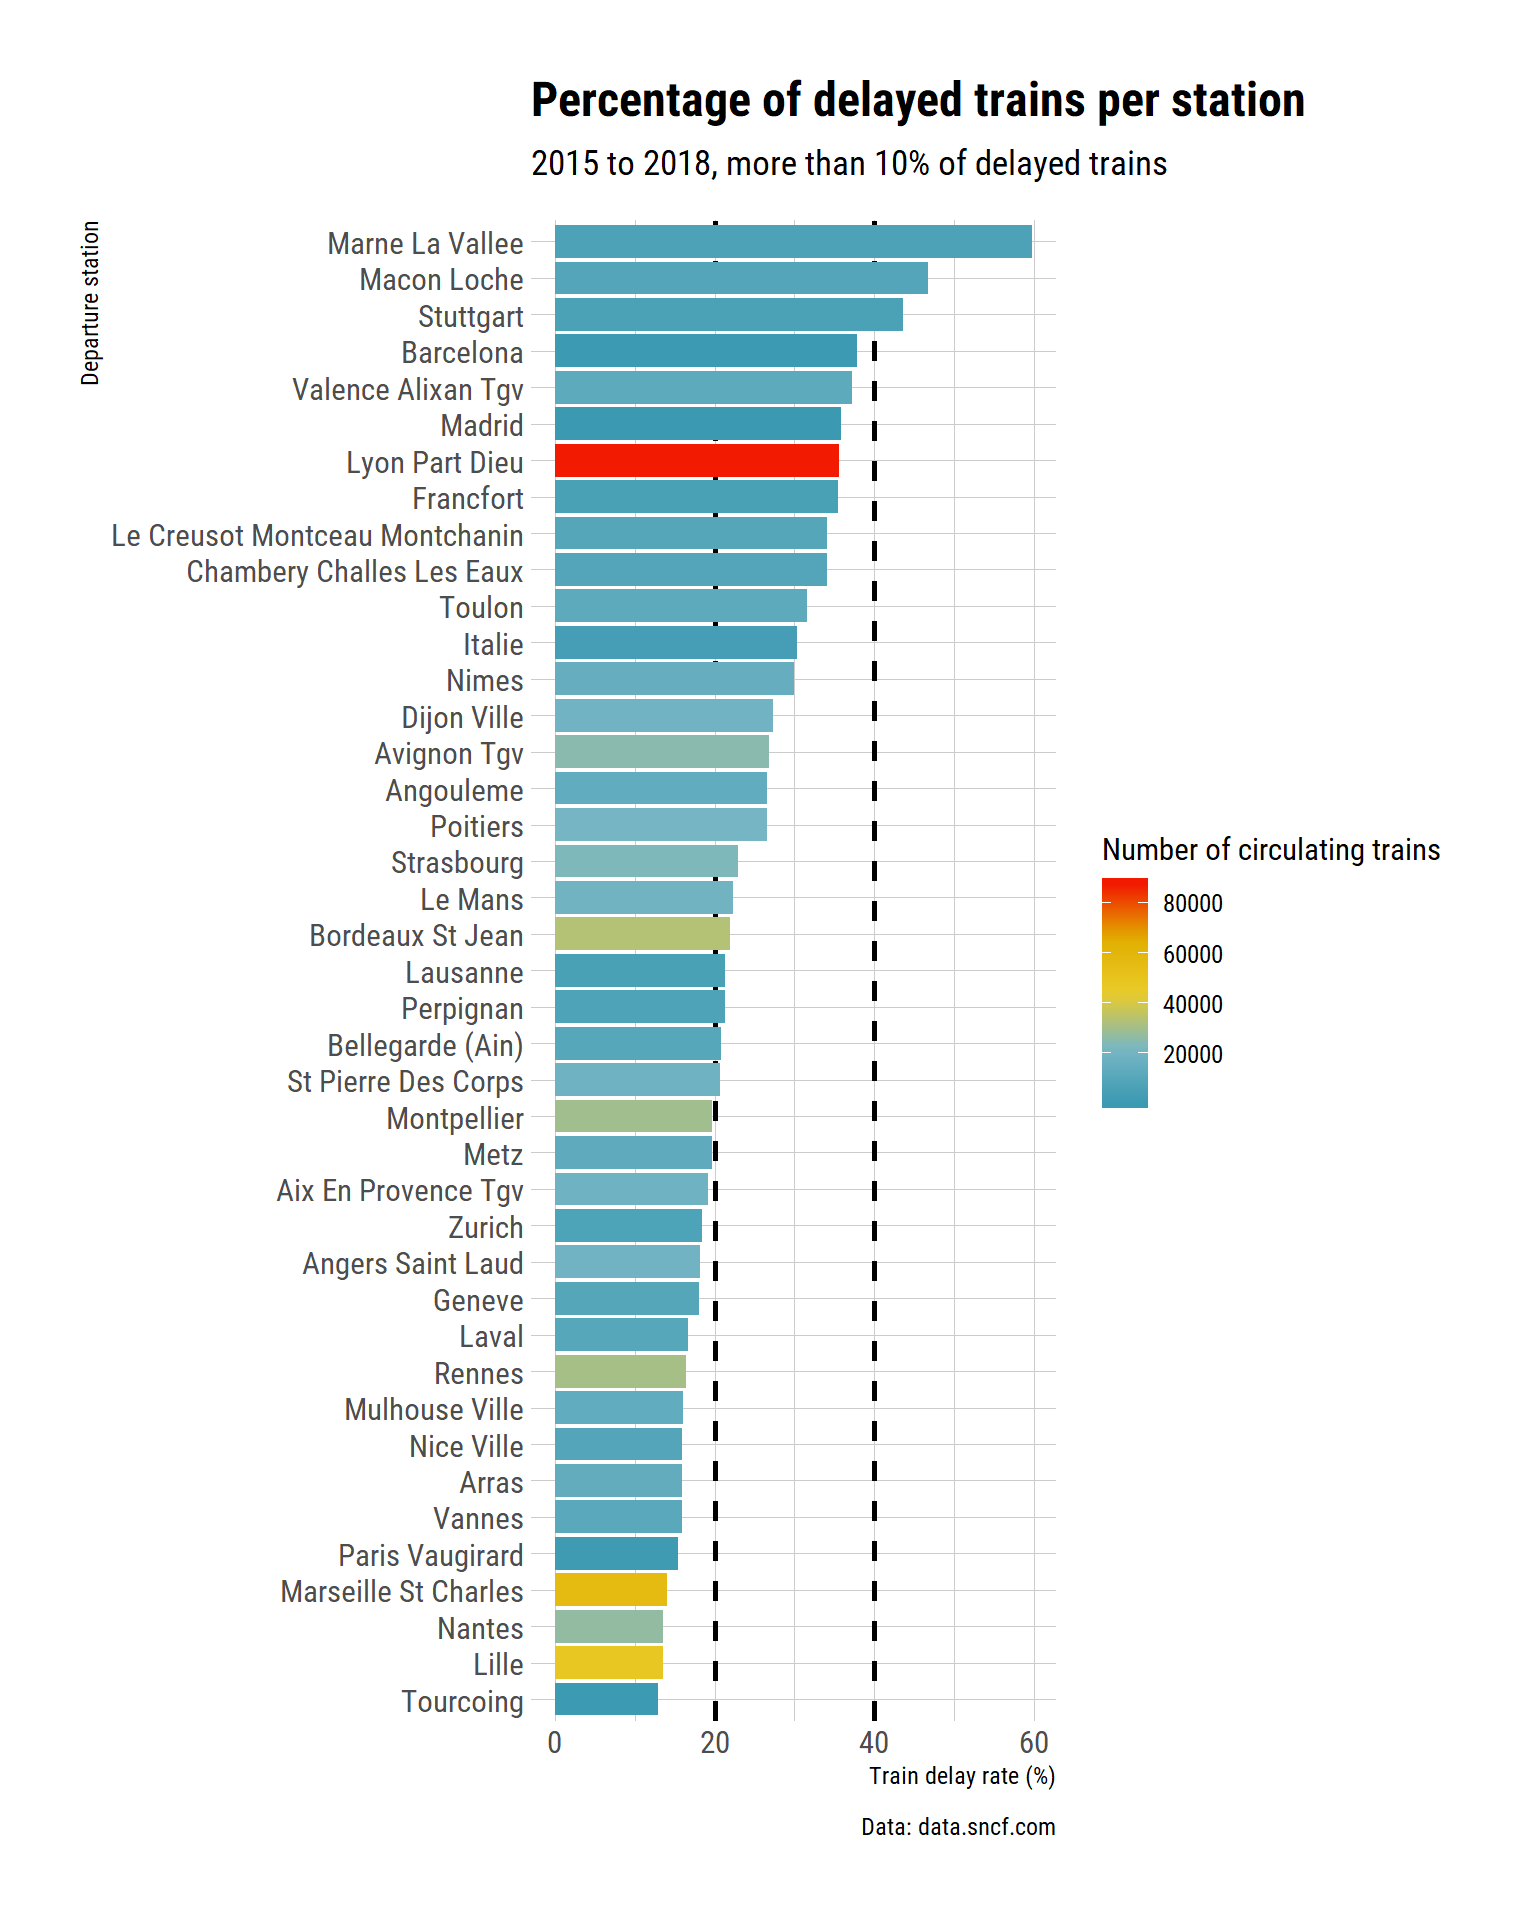 Percentage of delayed trains per station
2015 to 2018, more than 10% of delayed trains
Departure station
Marne La Vallee
Macon Loche
Stuttgart
Barcelona
Valence Alixan Tgv
Madrid
Lyon Part Dieu
Francfort
Le Creusot Montceau Montchanin
Chambery Challes Les Eaux
Toulon
Italie
Nimes
Dijon Ville
Avignon Tgv
Angouleme
Poitiers
Strasbourg
Le Mans
Bordeaux St Jean
Lausanne
Perpignan
Bellegarde (Ain)
St Pierre Des Corps
Montpellier
Metz
Aix En Provence Tgv
Zurich
Angers Saint Laud
Geneve
Laval
Rennes
Mulhouse Ville
Nice Ville
Arras
Vannes
Paris Vaugirard
Marseille St Charles
Nantes
Lille
Tourcoing
0 20 40 60
Train delay rate (%)
Data: data.sncf.com
Number of circulating trains
80000
60000
40000
20000